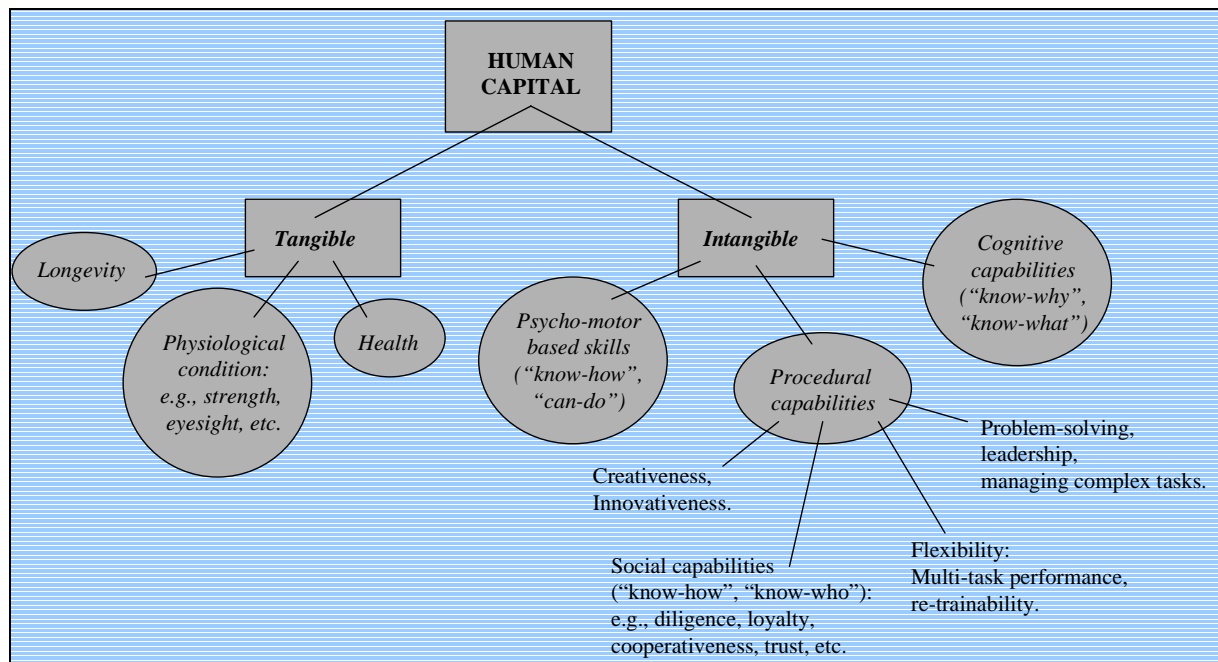 HUMAN
CAPITAL
Tangible
Intangible
Longevity
Physiological
condition:
e.g., strength,
eyesight, etc.
Health
Psycho-motor
based skills
(“know-how”,
“can-do”)
Cognitive
capabilities
(“know-why”,
“know-what”)
Procedural
capabilities
Creativeness,
Innovativeness.
Social capabilities
(“know-how”, “know-who”):
e.g., diligence, loyalty,
cooperativeness, trust, etc.
Flexibility:
Multi-task performance,
re-trainability.
Problem-solving,
leadership,
managing complex tasks.